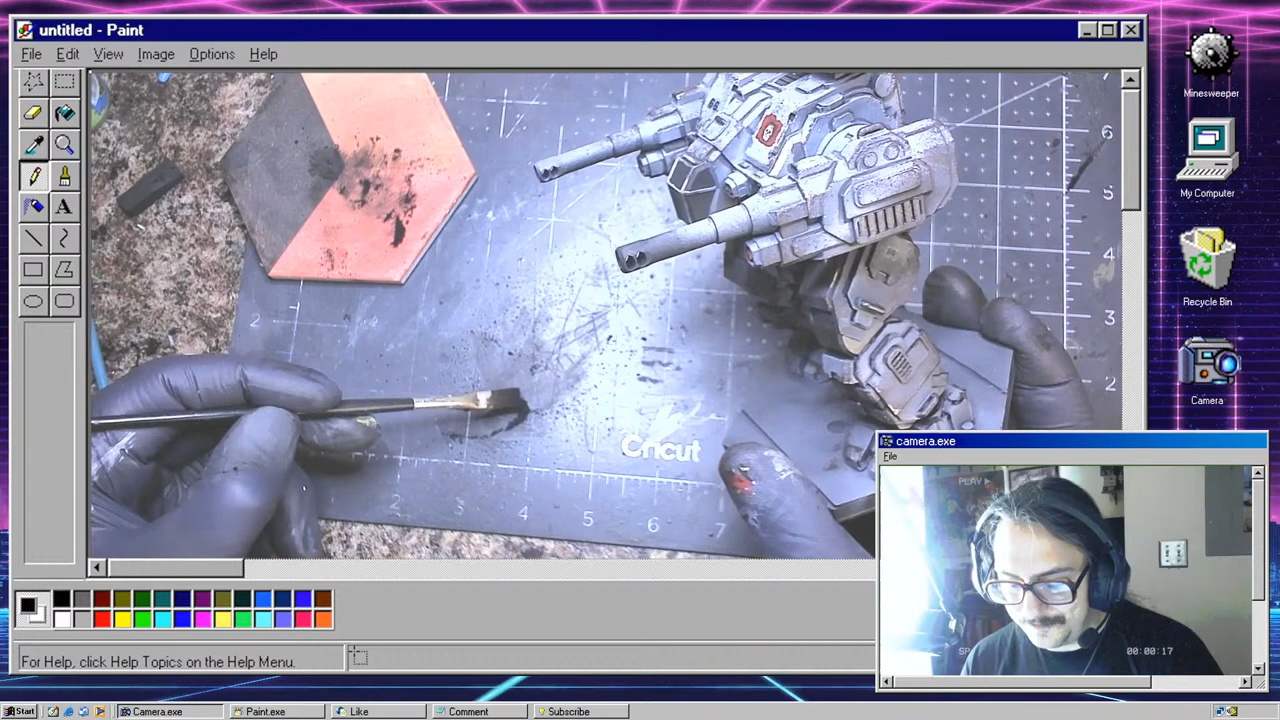 untitled - Paint
File Edit View Image Options Help
Minesweeper
My Computer
Recycle Bin
Camera
6
5
4
3
2
2
Cricut
2 3 4 5 6 7
camera.exe
File
PLAY
SP
00:00:17
For Help, click Help Topics on the Help Menu.
Start Camera.exe Paint.exe Like Comment Subscribe